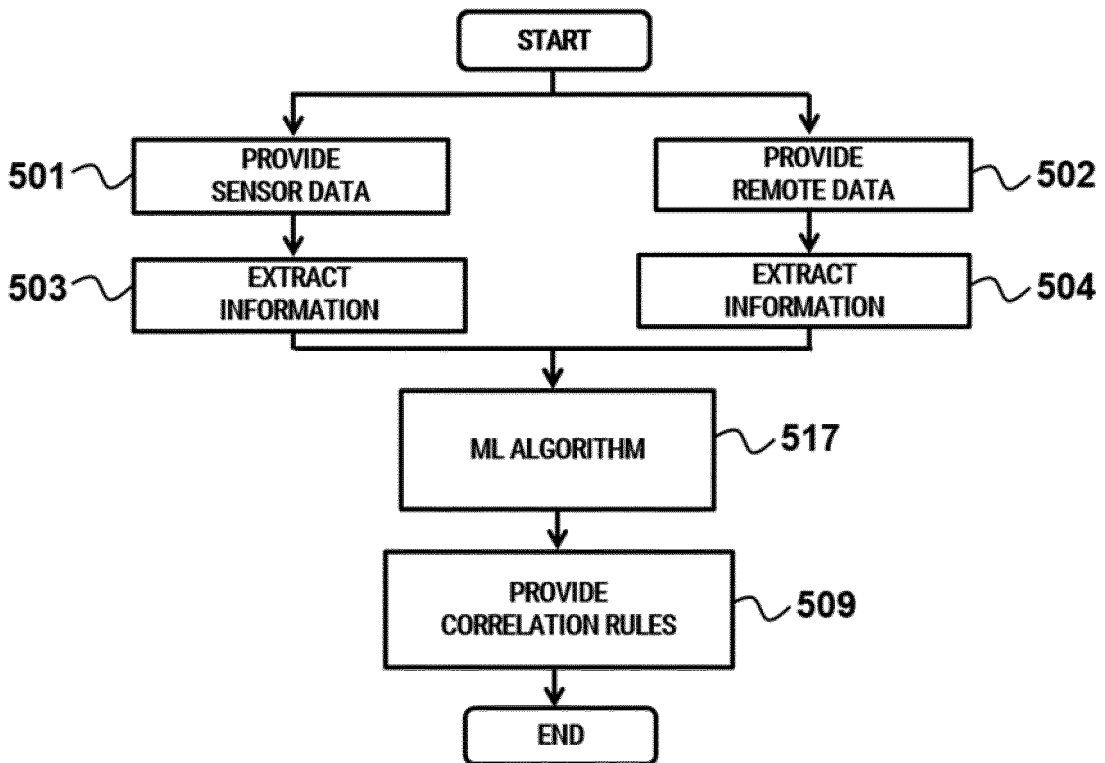 START
501
PROVIDE
SENSOR DATA
PROVIDE
REMOTE DATA
502
503
EXTRACT
INFORMATION
EXTRACT
INFORMATION
504
ML ALGORITHM
517
PROVIDE
CORRELATION RULES
509
END